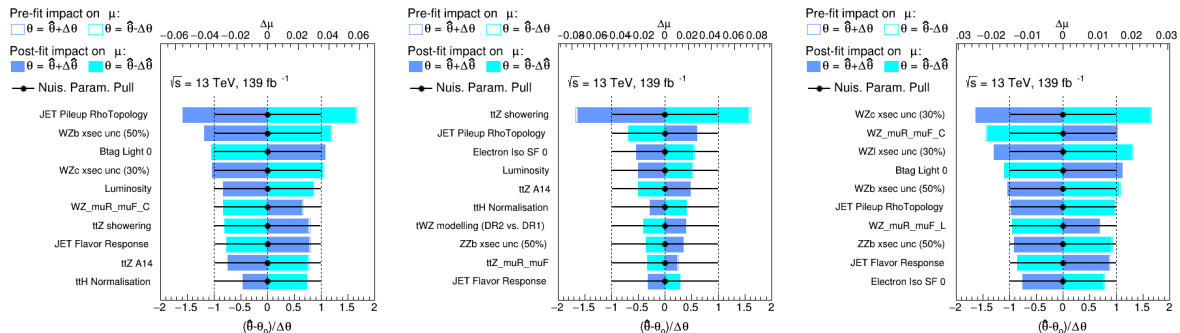 Pre-fit impact on μ:
θ = θ̂+Δθ θ = θ̂-Δθ
Post-fit impact on μ:
θ = θ̂+Δθ̂ θ = θ̂-Δθ̂
Nuis. Param. Pull
Δμ
-0.06 -0.04 -0.02 0 0.02 0.04 0.06
√s = 13 TeV, 139 fb⁻¹
JET Pileup RhoTopology
WZb xsec unc (50%)
Btag Light 0
WZc xsec unc (30%)
Luminosity
WZ_muR_muF_C
ttZ showering
JET Flavor Response
ttZ A14
ttH Normalisation
-2 -1.5 -1 -0.5 0 0.5 1 1.5 2
(θ̂-θ₀)/Δθ
Pre-fit impact on μ:
θ = θ̂+Δθ θ = θ̂-Δθ
Post-fit impact on μ:
θ = θ̂+Δθ̂ θ = θ̂-Δθ̂
Nuis. Param. Pull
Δμ
-0.08 -0.06 -0.04 -0.02 0 0.02 0.04 0.06 0.08
√s = 13 TeV, 139 fb⁻¹
ttZ showering
JET Pileup RhoTopology
Electron Iso SF 0
Luminosity
ttZ A14
ttH Normalisation
tWZ modelling (DR2 vs. DR1)
ZZb xsec unc (50%)
ttZ_muR_muF
JET Flavor Response
-2 -1.5 -1 -0.5 0 0.5 1 1.5 2
(θ̂-θ₀)/Δθ
Pre-fit impact on μ:
θ = θ̂+Δθ θ = θ̂-Δθ
Post-fit impact on μ:
θ = θ̂+Δθ̂ θ = θ̂-Δθ̂
Nuis. Param. Pull
Δμ
.03 -0.02 -0.01 0 0.01 0.02 0.03
√s = 13 TeV, 139 fb⁻¹
WZc xsec unc (30%)
WZ_muR_muF_C
WZl xsec unc (30%)
Btag Light 0
WZb xsec unc (50%)
JET Pileup RhoTopology
WZ_muR_muF_L
ZZb xsec unc (50%)
JET Flavor Response
Electron Iso SF 0
-2 -1.5 -1 -0.5 0 0.5 1 1.5 2
(θ̂-θ₀)/Δθ